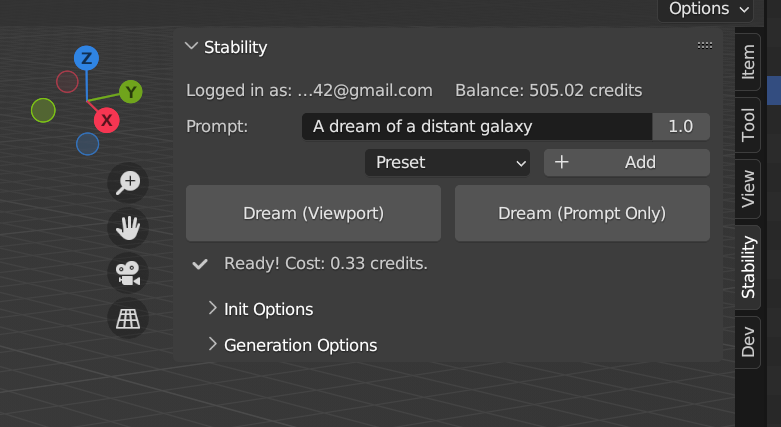 Options
Stability
Logged in as: ...42@gmail.com Balance: 505.02 credits
Prompt: A dream of a distant galaxy 1.0
Preset + Add
Dream (Viewport) Dream (Prompt Only)
Ready! Cost: 0.33 credits.
Init Options
Generation Options
Z
Y
X
Item
Tool
View
Stability
Dev